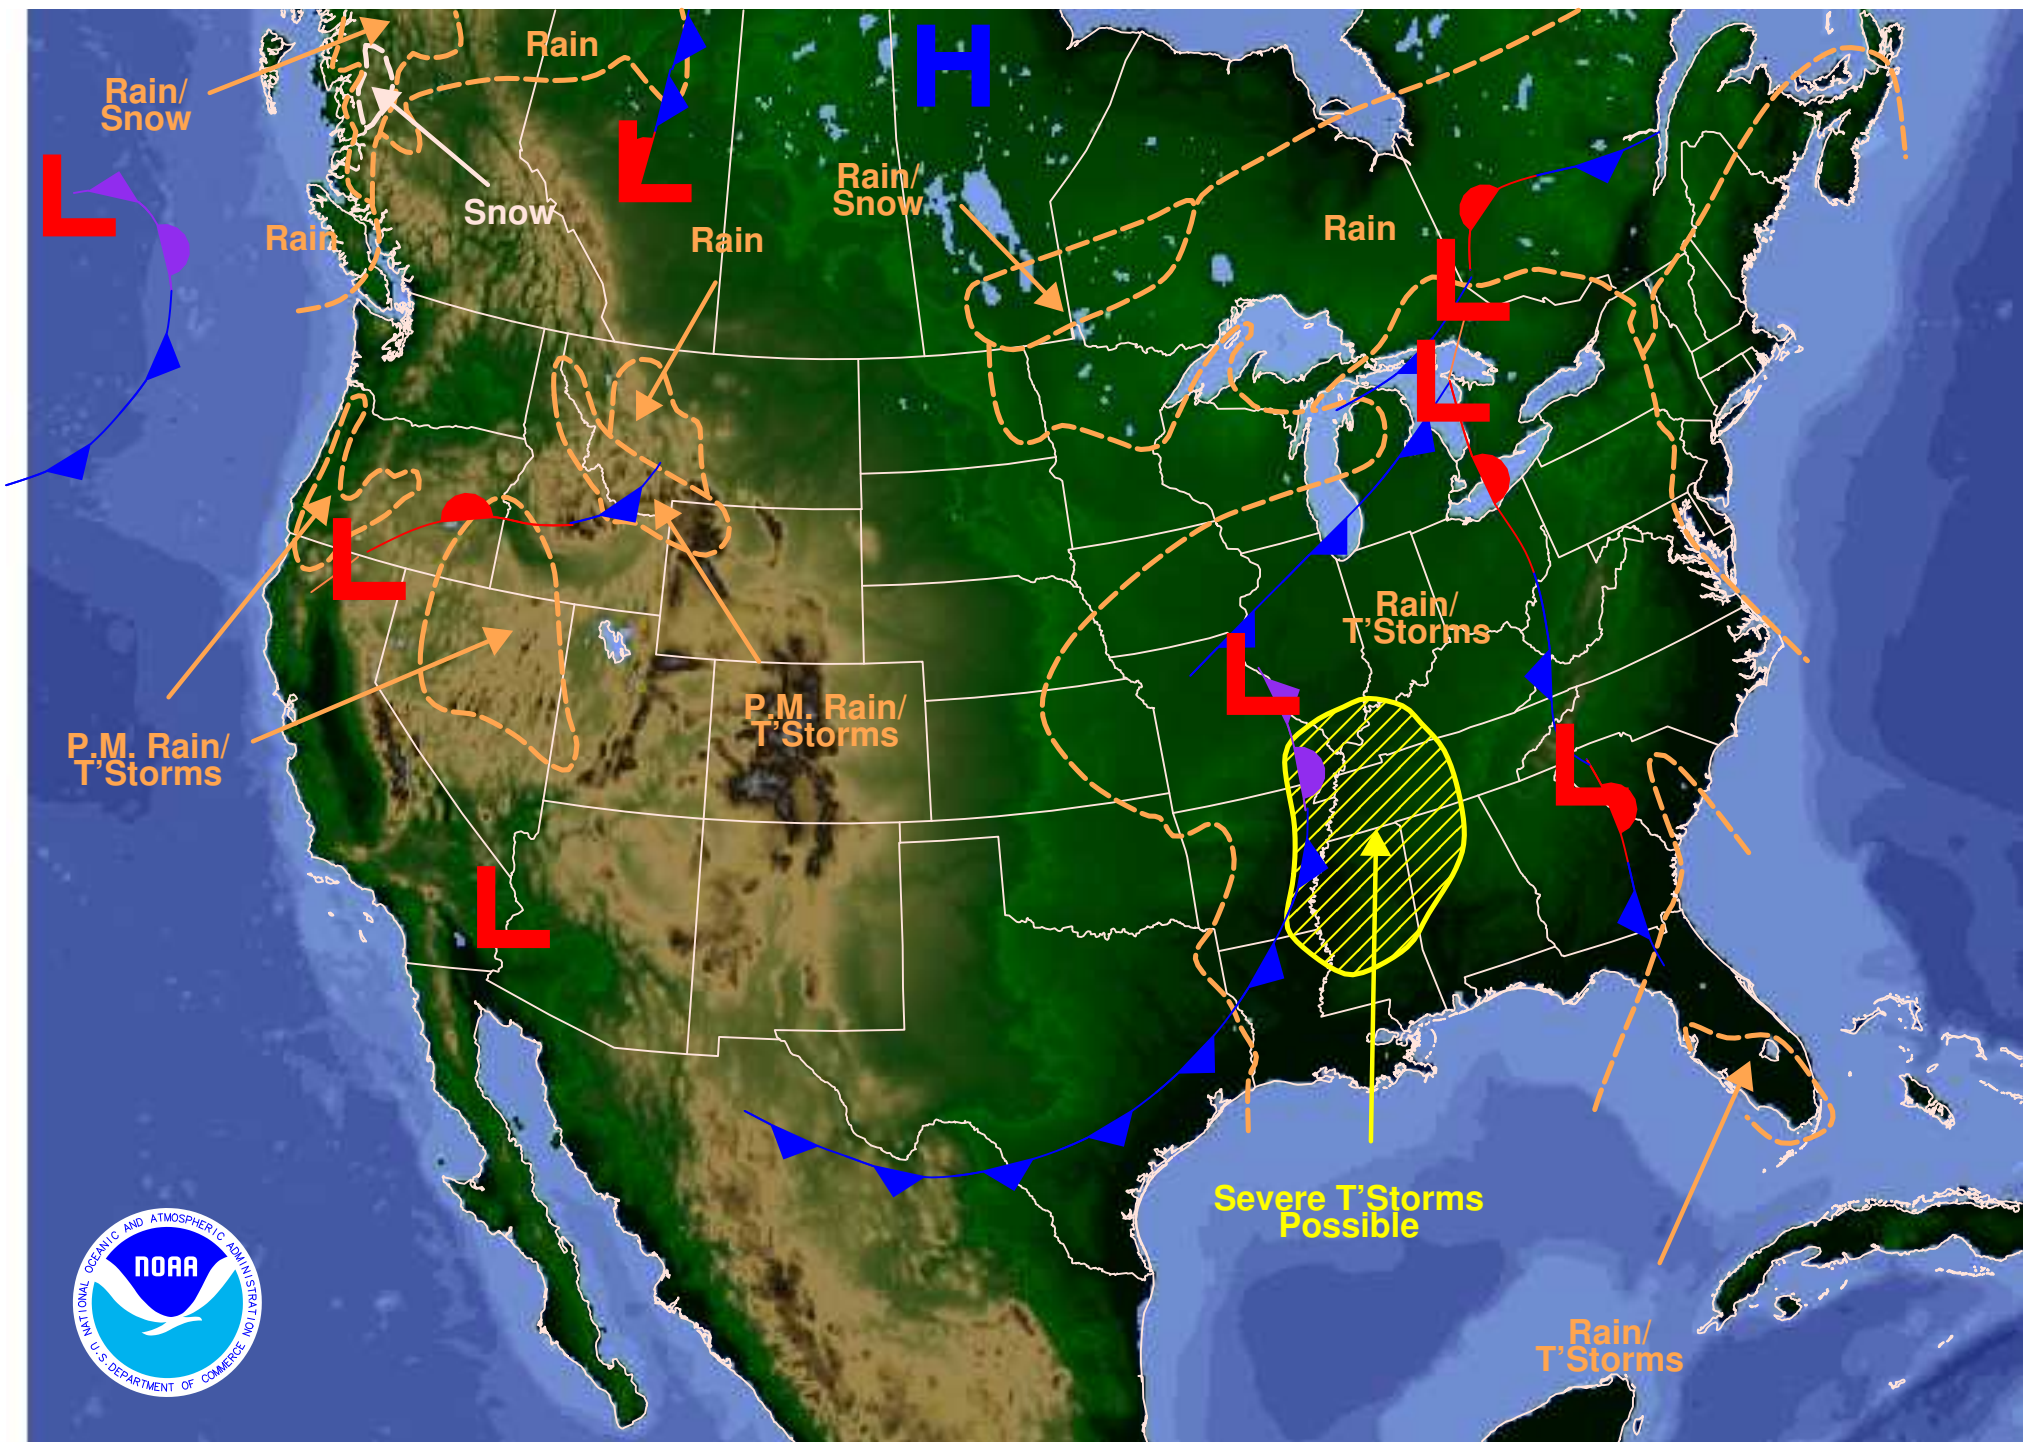 H
Rain
Rain/
Snow
Rain/
Snow
L
L
Snow
Rain
Rain
Rain
L
L
P.M. Rain/
T'Storms
L
Rain/
T'Storms
L
P.M. Rain/
T'Storms
L
L
Severe T'Storms
Possible
Rain/
T'Storms
NATIONAL OCEANIC AND ATMOSPHERIC ADMINISTRATION
NOAA
U.S. DEPARTMENT OF COMMERCE